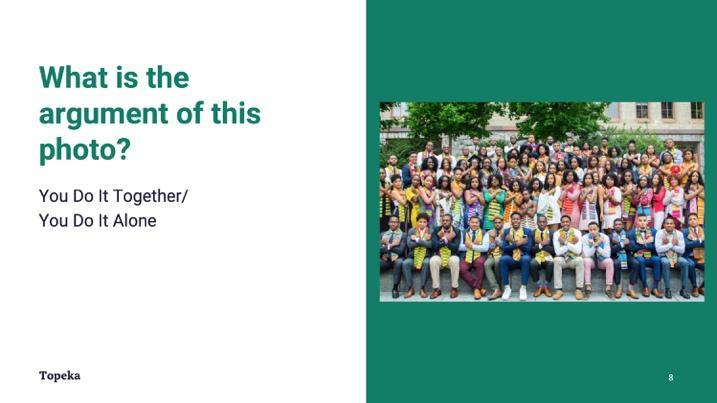 What is the
argument of this
photo?
You Do It Together/
You Do It Alone
Topeka
8